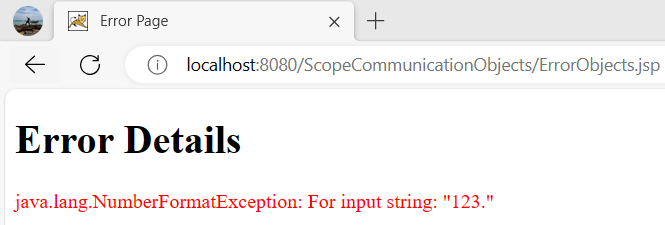 Error Page
localhost:8080/ScopeCommunicationObjects/ErrorObjects.jsp
Error Details
java.lang.NumberFormatException: For input string: "123."